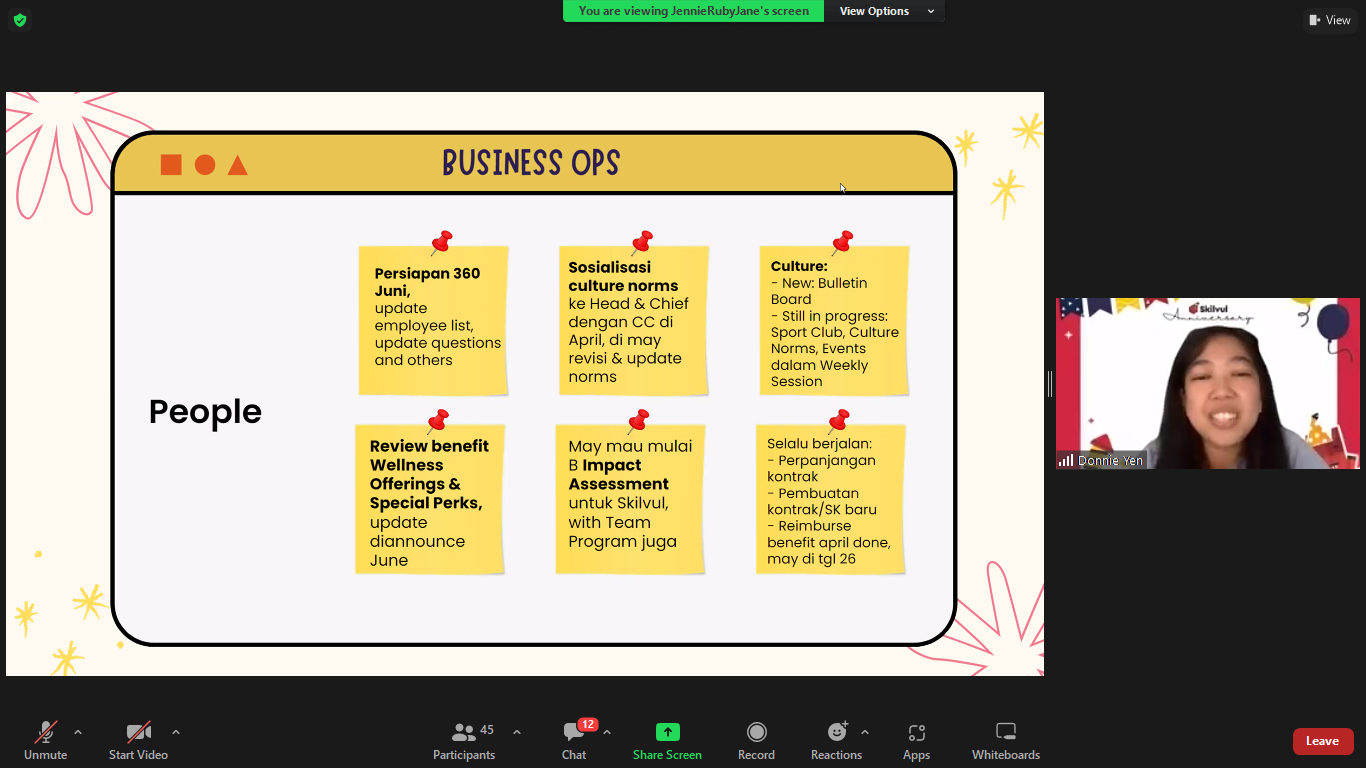 You are viewing JennieRubyJane's screen
View Options
View
BUSINESS OPS
People
Persiapan 360
Juni,
update
employee list,
update questions
and others
Sosialisasi
culture norms
ke Head & Chief
dengan CC di
April, di may
revisi & update
norms
Culture:
- New: Bulletin
Board
- Still in progress:
Sport Club, Culture
Norms, Events
dalam Weekly
Session
Review benefit
Wellness
Offerings &
Special Perks,
update
diannounce
June
May mau mulai
B Impact
Assessment
untuk Skilvul,
with Team
Program juga
Selalu berjalan:
- Perpanjangan
kontrak
- Pembuatan
kontrak/SK baru
- Reimburse
benefit april done,
may di tgl 26
Skilvul
Anniversary
Donnie Yen
Unmute
Start Video
Participants
45
Chat
12
Share Screen
Record
Reactions
Apps
Whiteboards
Leave